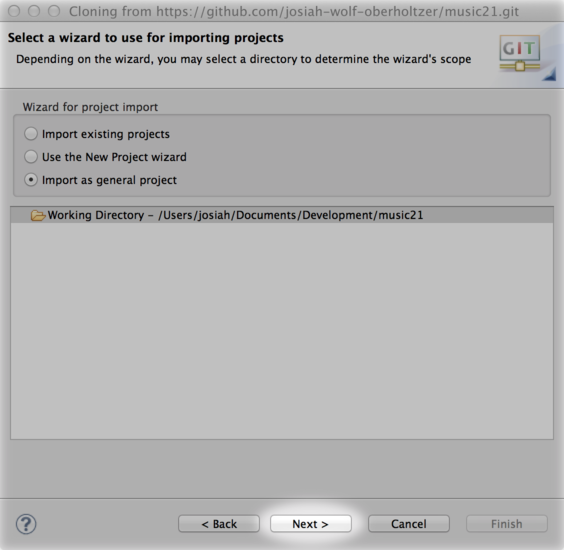 Cloning from https://github.com/josiah-wolf-oberholtzer/music21.git
Select a wizard to use for importing projects
Depending on the wizard, you may select a directory to determine the wizard's scope
GIT
Wizard for project import
Import existing projects
Use the New Project wizard
Import as general project
Working Directory – /Users/josiah/Documents/Development/music21
?
< Back
Next >
Cancel
Finish